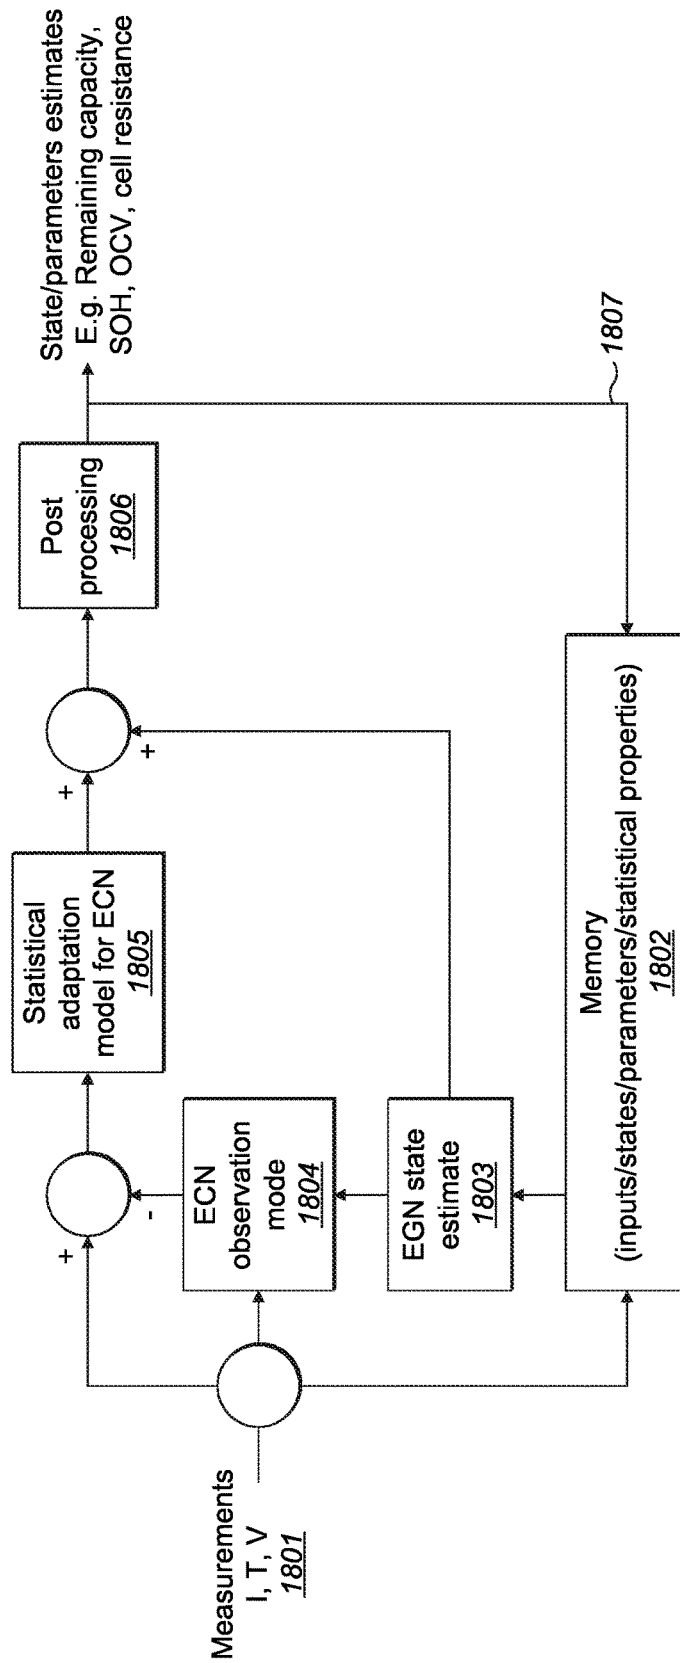 Measurements
I, T, V
1801
+
-
Statistical
adaptation
model for ECN
1805
+
+
Post
processing
1806
State/parameters estimates
E.g. Remaining capacity,
SOH, OCV, cell resistance
ECN
observation
mode
1804
EGN state
estimate
1803
Memory
(inputs/states/parameters/statistical properties)
1802
1807